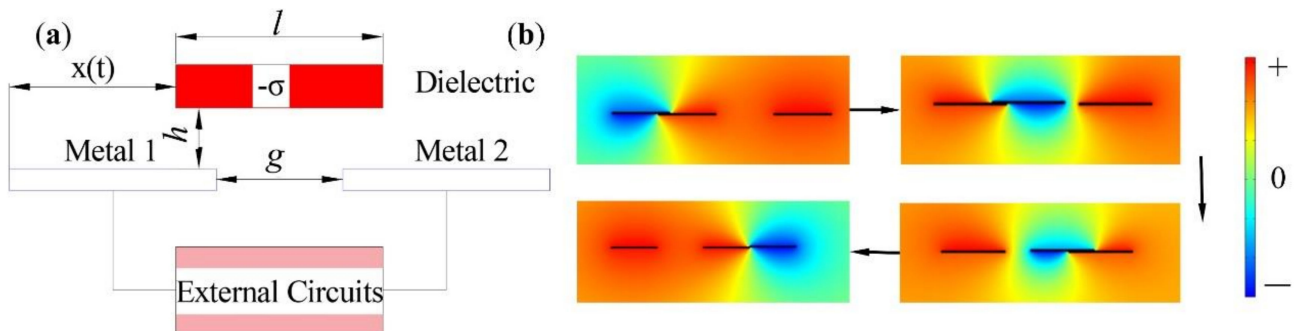 (a)
l
x(t)
-σ
Dielectric
h
Metal 1
g
Metal 2
External Circuits
(b)
+
0
—